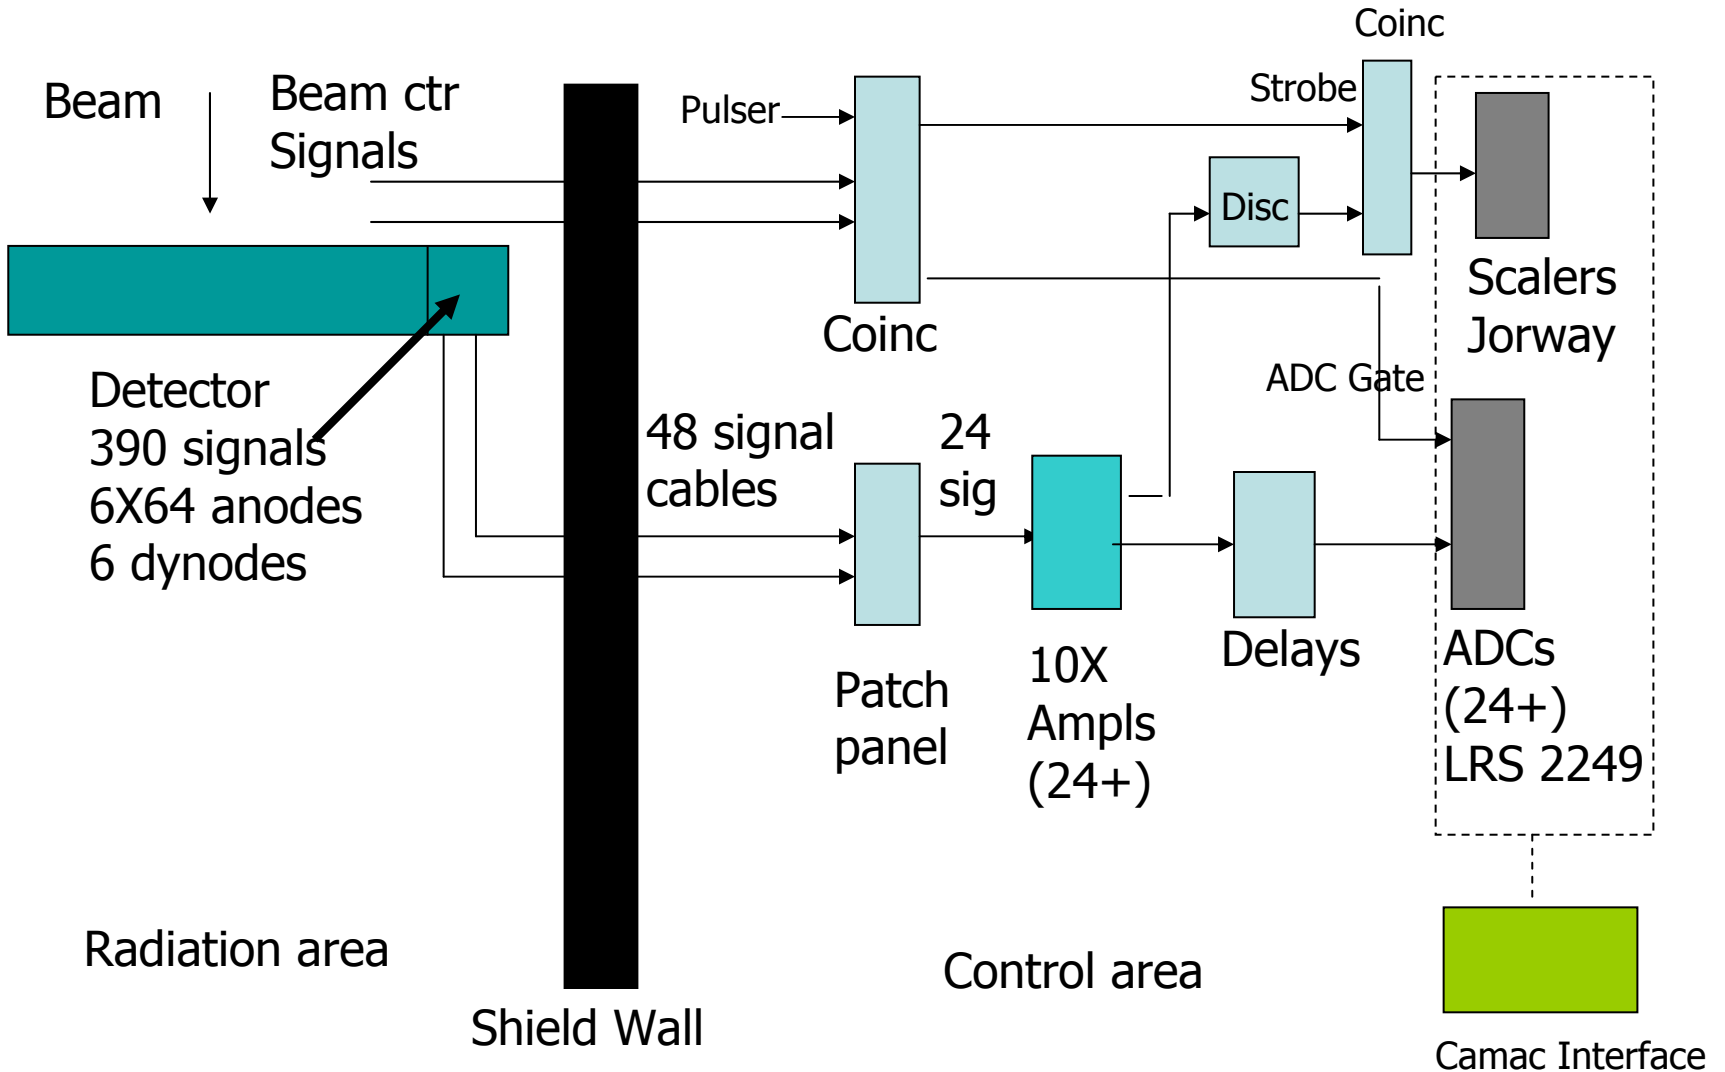 Coinc
Beam
Beam ctr
Signals
Pulser
Strobe
Disc
Coinc
Scalers
Jorway
ADC Gate
Detector
390 signals
6X64 anodes
6 dynodes
48 signal
cables
24
sig
Patch
panel
10X
Ampls
(24+)
Delays
ADCs
(24+)
LRS 2249
Radiation area
Shield Wall
Control area
Camac Interface